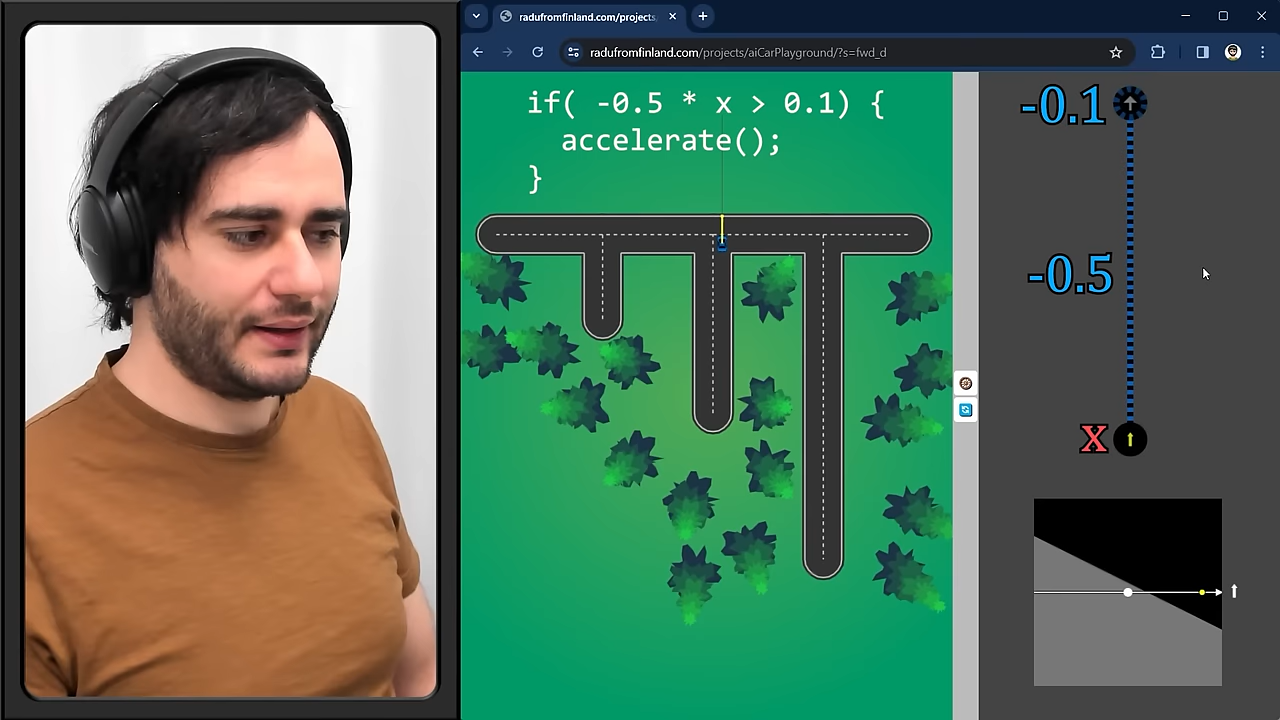 radufromfinland.com/projects
radufromfinland.com/projects/aiCarPlayground/?s=fwd_d
if( -0.5 * x > 0.1) {
accelerate();
}
-0.1
-0.5
X